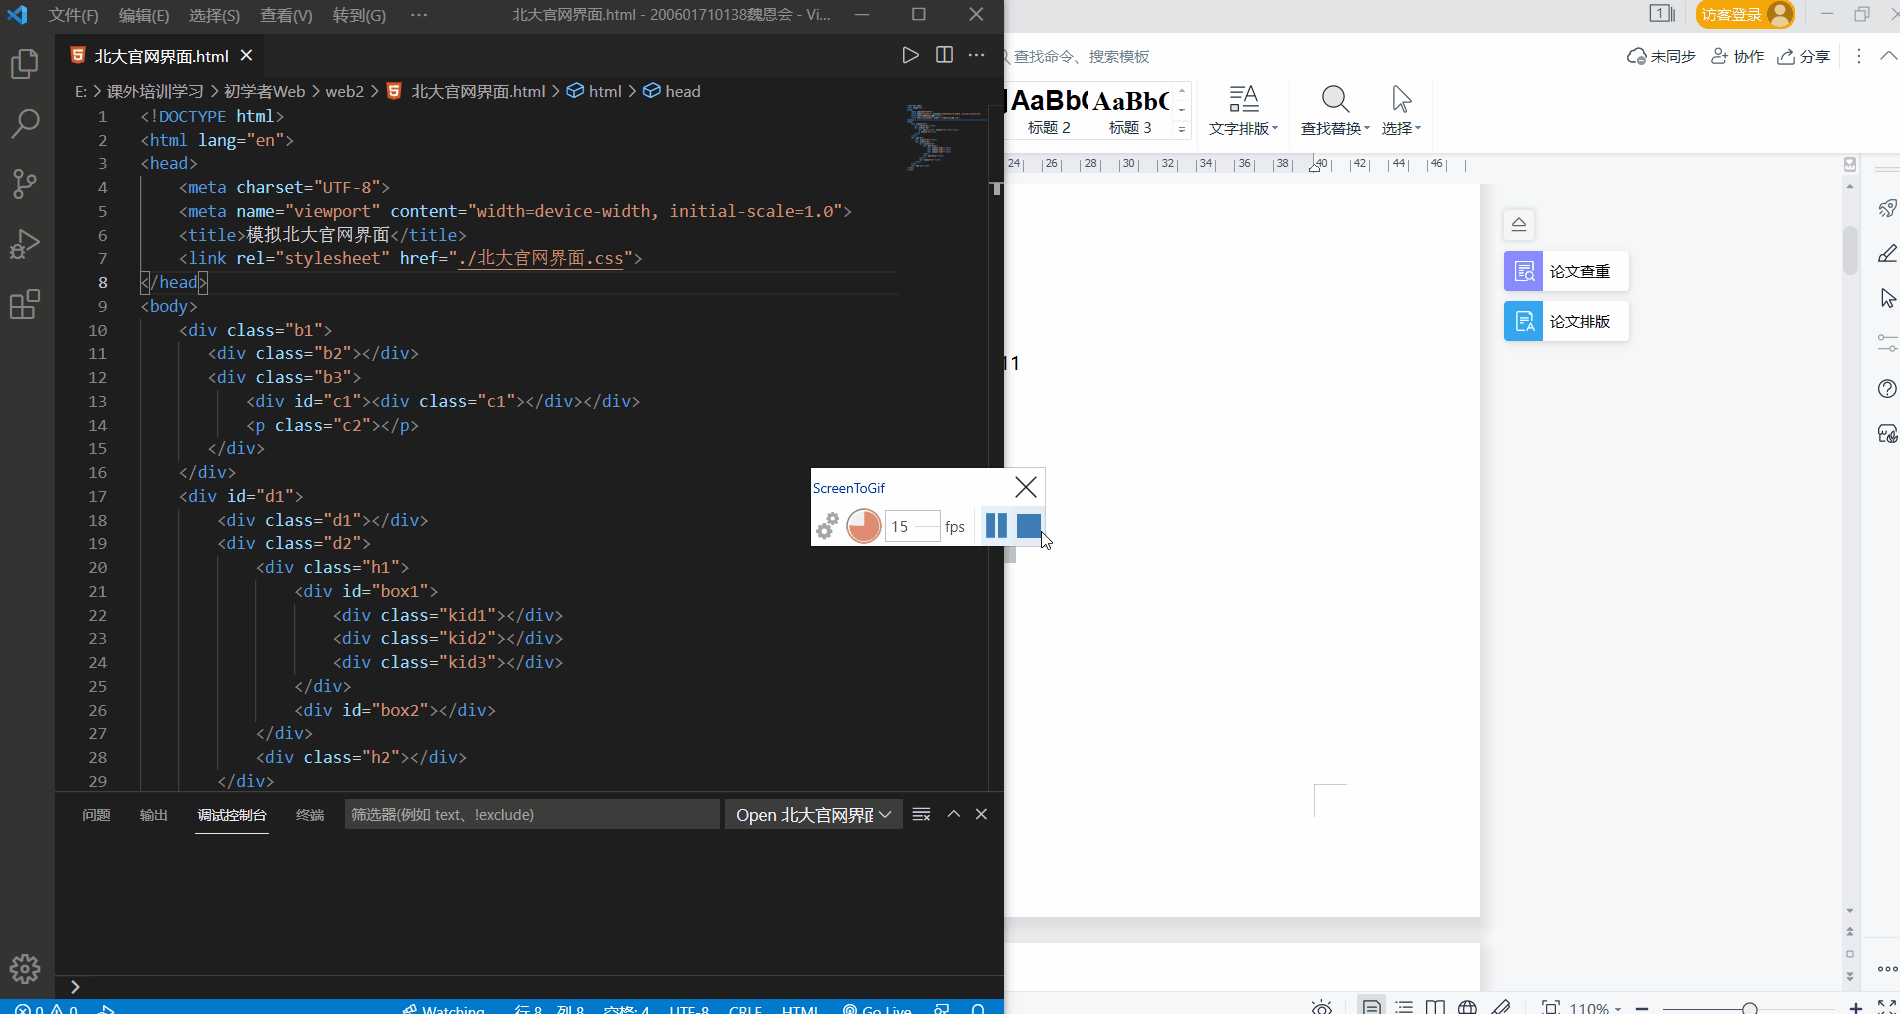 文件(F) 编辑(E) 选择(S) 查看(V) 转到(G) ··· 北大官网界面.html - 200601710138魏恩会 - Vi...
北大官网界面.html
E: > 课外培训学习 > 初学者Web > web2 > 北大官网界面.html > html > head
1 <!DOCTYPE html>
2 <html lang="en">
3 <head>
4 <meta charset="UTF-8">
5 <meta name="viewport" content="width=device-width, initial-scale=1.0">
6 <title>模拟北大官网界面</title>
7 <link rel="stylesheet" href="./北大官网界面.css">
8 </head>
9 <body>
10 <div class="b1">
11 <div class="b2"></div>
12 <div class="b3">
13 <div id="c1"><div class="c1"></div></div>
14 <p class="c2"></p>
15 </div>
16 </div>
17 <div id="d1">
18 <div class="d1"></div>
19 <div class="d2">
20 <div class="h1">
21 <div id="box1">
22 <div class="kid1"></div>
23 <div class="kid2"></div>
24 <div class="kid3"></div>
25 </div>
26 <div id="box2"></div>
27 </div>
28 <div class="h2"></div>
29 </div>
问题 输出 调试控制台 终端 筛选器(例如 text、!exclude) Open 北大官网界面
0 0 Watching 行 8, 列 8 空格: 4 UTF-8 CRLF HTML Go Live
ScreenToGif
15 fps
1 访客登录
查找命令、搜索模板 未同步 协作 分享
AaBb( AaBbC
标题 2 标题 3 文字排版 查找替换 选择
24 26 28 30 32 34 36 38 40 42 44 46
论文查重
论文排版
11
110%